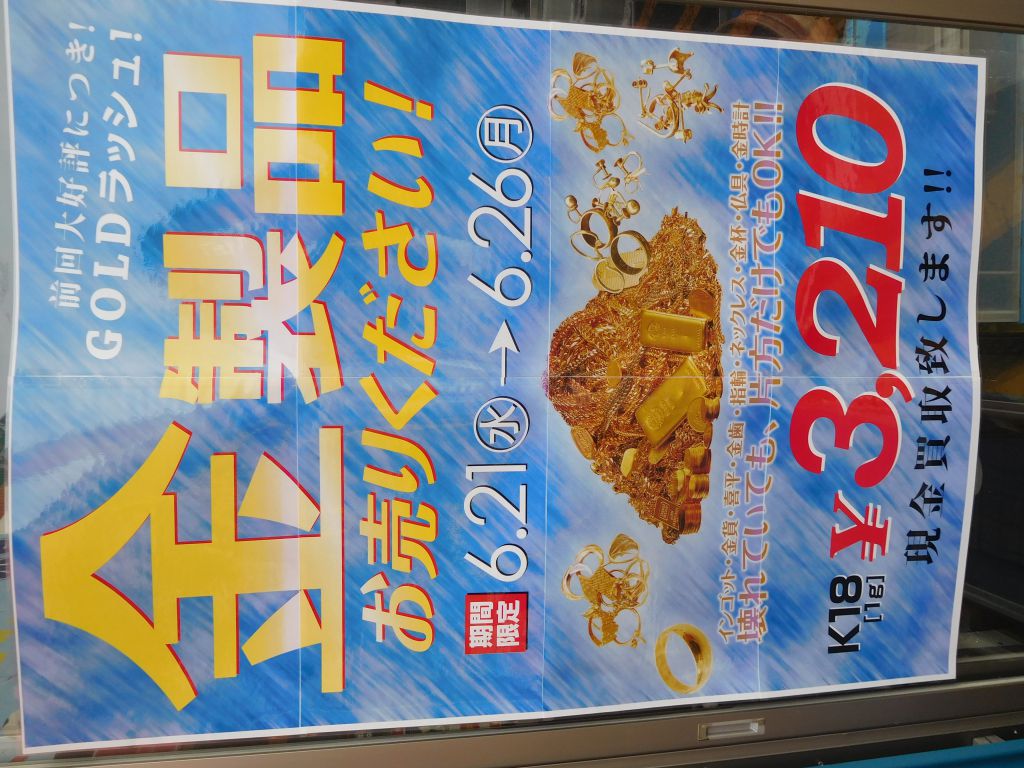 前回大好評につき!
GOLDラッシュ!
金製品
お売りください!
期間限定
6.21㊌→6.26㊊
インゴット・金貨・喜平・金歯・指輪・ネックレス・金杯・仏具・金時計
壊れていても、片方だけでもOK!!
K18
[1g]
¥3,210
現金買取致します!!